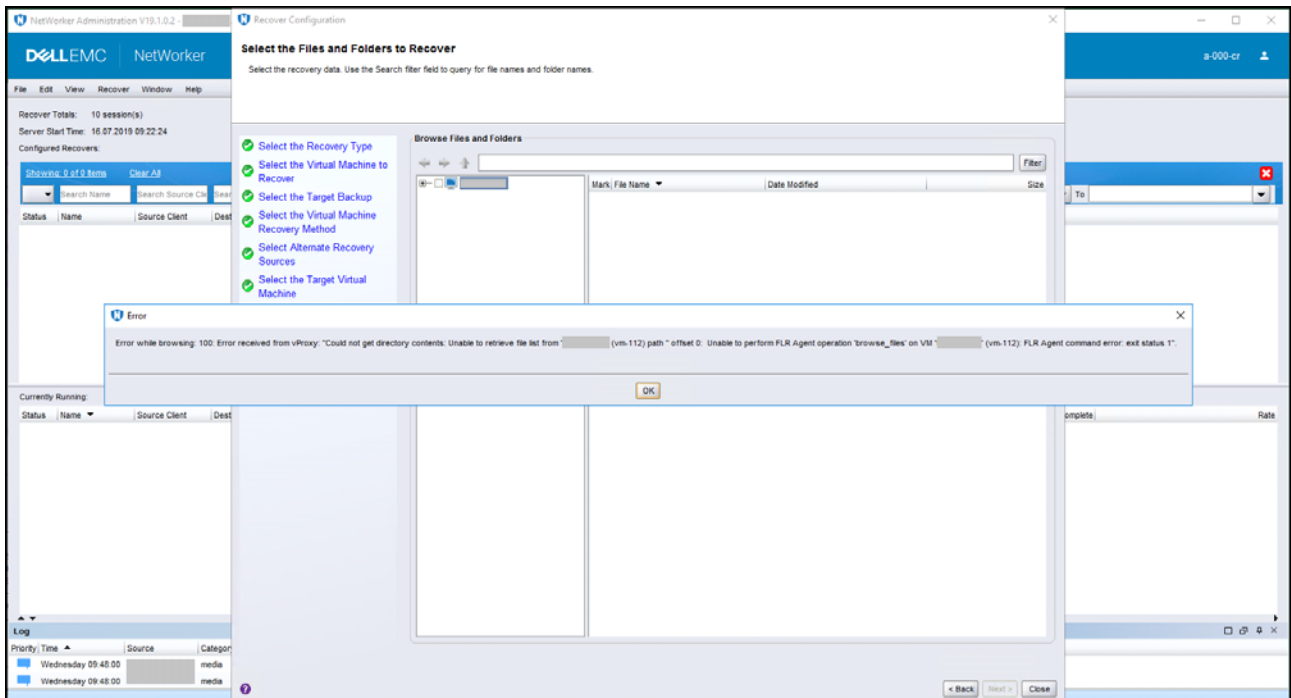 NetWorker Administration V19.1.0.2 -
Recover Configuration
DELLEMC NetWorker
a-000-cr
Select the Files and Folders to Recover
Select the recovery data. Use the Search filter field to query for file names and folder names.
File Edit View Recover Window Help
Recover Totals: 10 session(s)
Server Start Time: 16.07.2019 09:22:24
Configured Recovers:
Showing: 0 of 0 items Clear All
Search Name Search Source Cli Sear
To
Status Name Source Client Dest
Select the Recovery Type
Select the Virtual Machine to
Recover
Select the Target Backup
Select the Virtual Machine
Recovery Method
Select Alternate Recovery
Sources
Select the Target Virtual
Machine
Browse Files and Folders
Filter
Mark File Name Date Modified Size
Error
Error while browsing: 100: Error received from vProxy: "Could not get directory contents: Unable to retrieve file list from ' (vm-112) path '' offset 0: Unable to perform FLR Agent operation 'browse_files' on VM ' ' (vm-112): FLR Agent command error: exit status 1".
OK
Currently Running:
Status Name Source Client Dest
omplete Rate
Log
Priority Time Source Categor
Wednesday 09:48:00 media
Wednesday 09:48:00 media
< Back Next > Close